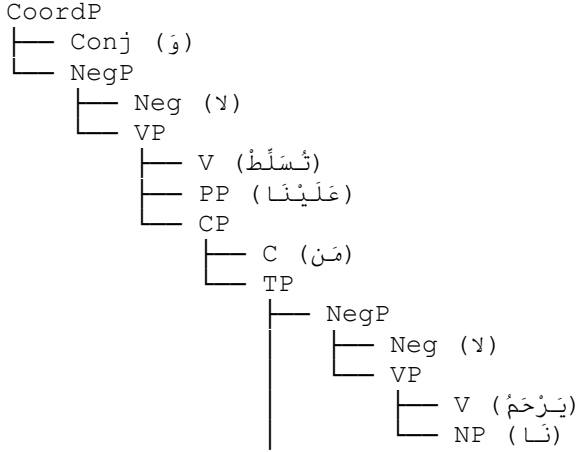 CoordP
├── Conj (وَ)
└── NegP
    ├── Neg (لا)
    └── VP
        ├── V (تُسَلِّطْ)
        ├── PP (عَلَيْنَا)
        └── CP
            ├── C (مَن)
            └── TP
                ├── NegP
                │   ├── Neg (لا)
                │   └── VP
                │       ├── V (يَرْحَمُ)
                │       └── NP (نَا)